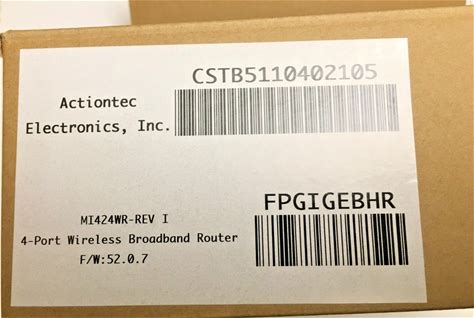 CSTB5110402105
Actiontec
Electronics, Inc.
MI424WR-REV I
4-Port Wireless Broadband Router
F/W:52.0.7
FPGIGEBHR